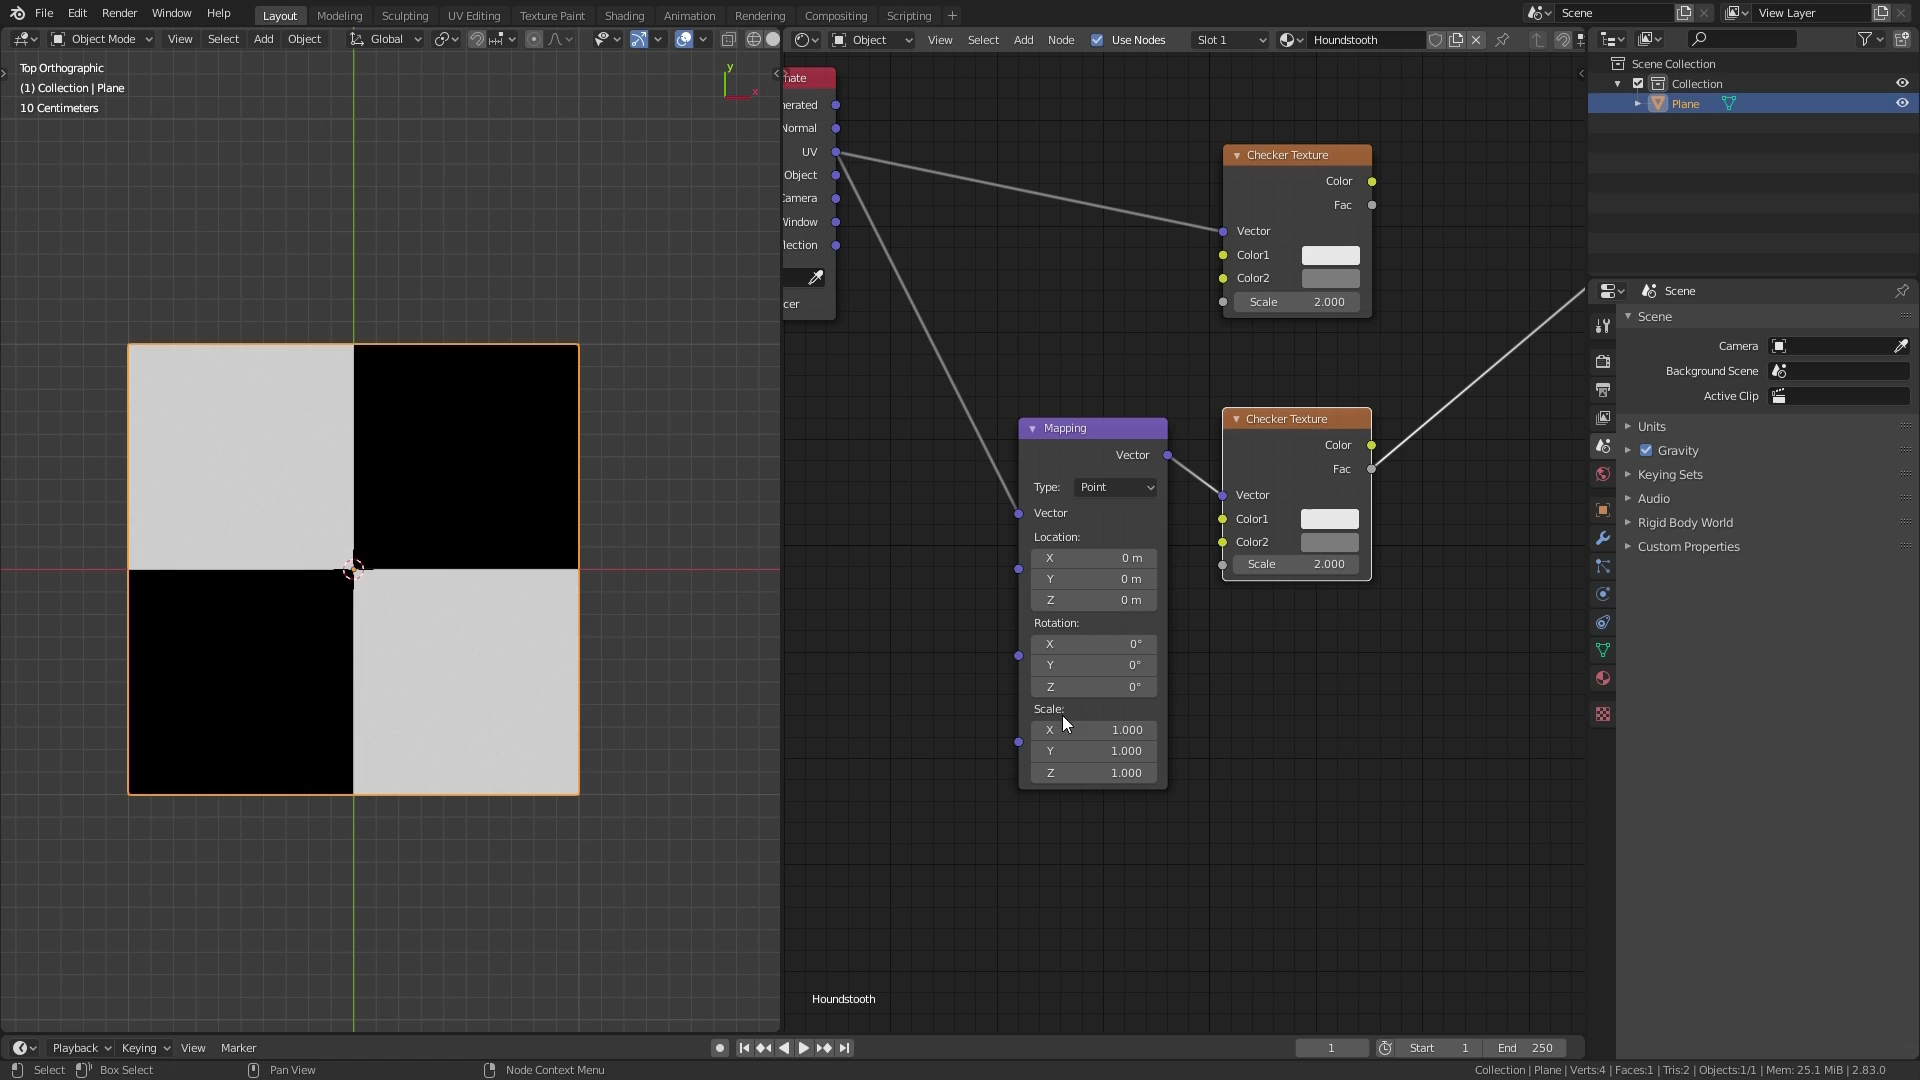 File Edit Render Window Help Layout Modeling Sculpting UV Editing Texture Paint Shading Animation Rendering Compositing Scripting + Scene View Layer
Object Mode View Select Add Object Global Object View Select Add Node Use Nodes Slot 1 Houndstooth
Top Orthographic
(1) Collection | Plane
10 Centimeters
y
x
nate
nerated
Normal
UV
Object
Camera
Window
flection
cer
Checker Texture
Color
Fac
Vector
Color1
Color2
Scale 2.000
Mapping
Vector
Type: Point
Vector
Location:
X 0 m
Y 0 m
Z 0 m
Rotation:
X 0°
Y 0°
Z 0°
Scale:
X 1.000
Y 1.000
Z 1.000
Checker Texture
Color
Fac
Vector
Color1
Color2
Scale 2.000
Houndstooth
Scene Collection
Collection
Plane
Scene
Scene
Camera
Background Scene
Active Clip
Units
Gravity
Keying Sets
Audio
Rigid Body World
Custom Properties
Playback Keying View Marker 1 Start 1 End 250
Select Box Select Pan View Node Context Menu Collection | Plane | Verts:4 | Faces:1 | Tris:2 | Objects:1/1 | Mem: 25.1 MiB | 2.83.0